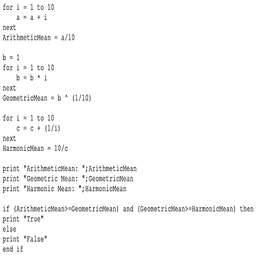 for i = 1 to 10
a = a + i
next
ArithmeticMean = a/10
b = 1
for i = 1 to 10
b = b * i
next
GeometricMean = b ^ (1/10)
for i = 1 to 10
c = c + (1/i)
next
HarmonicMean = 10/c
print "ArithmeticMean: ";ArithmeticMean
print "Geometric Mean: ";GeometricMean
print "Harmonic Mean: ";HarmonicMean
if (ArithmeticMean>=GeometricMean) and (GeometricMean>=HarmonicMean) then
print "True"
else
print "False"
end if